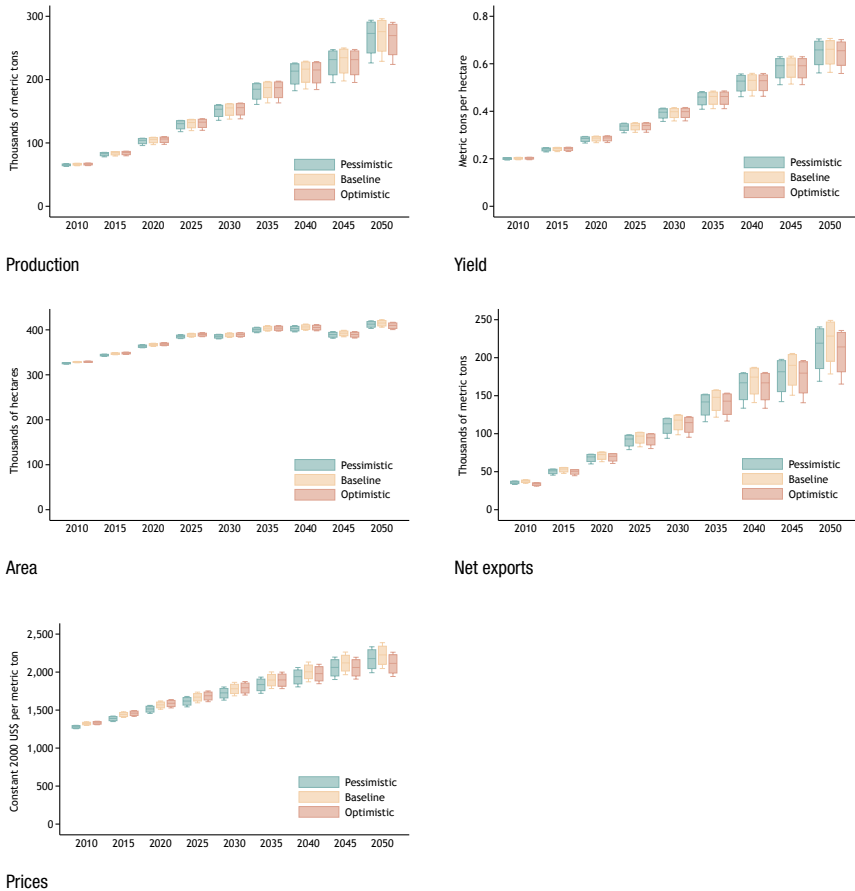 Thousands of metric tons
300
200
100
0
2010 2015 2020 2025 2030 2035 2040 2045 2050
Pessimistic
Baseline
Optimistic
Production
Metric tons per hectare
0.8
0.6
0.4
0.2
0
2010 2015 2020 2025 2030 2035 2040 2045 2050
Pessimistic
Baseline
Optimistic
Yield
Thousands of hectares
400
300
200
100
0
2010 2015 2020 2025 2030 2035 2040 2045 2050
Pessimistic
Baseline
Optimistic
Area
Thousands of metric tons
250
200
150
100
50
0
2010 2015 2020 2025 2030 2035 2040 2045 2050
Pessimistic
Baseline
Optimistic
Net exports
Constant 2000 US$ per metric ton
2,500
2,000
1,500
1,000
500
0
2010 2015 2020 2025 2030 2035 2040 2045 2050
Pessimistic
Baseline
Optimistic
Prices